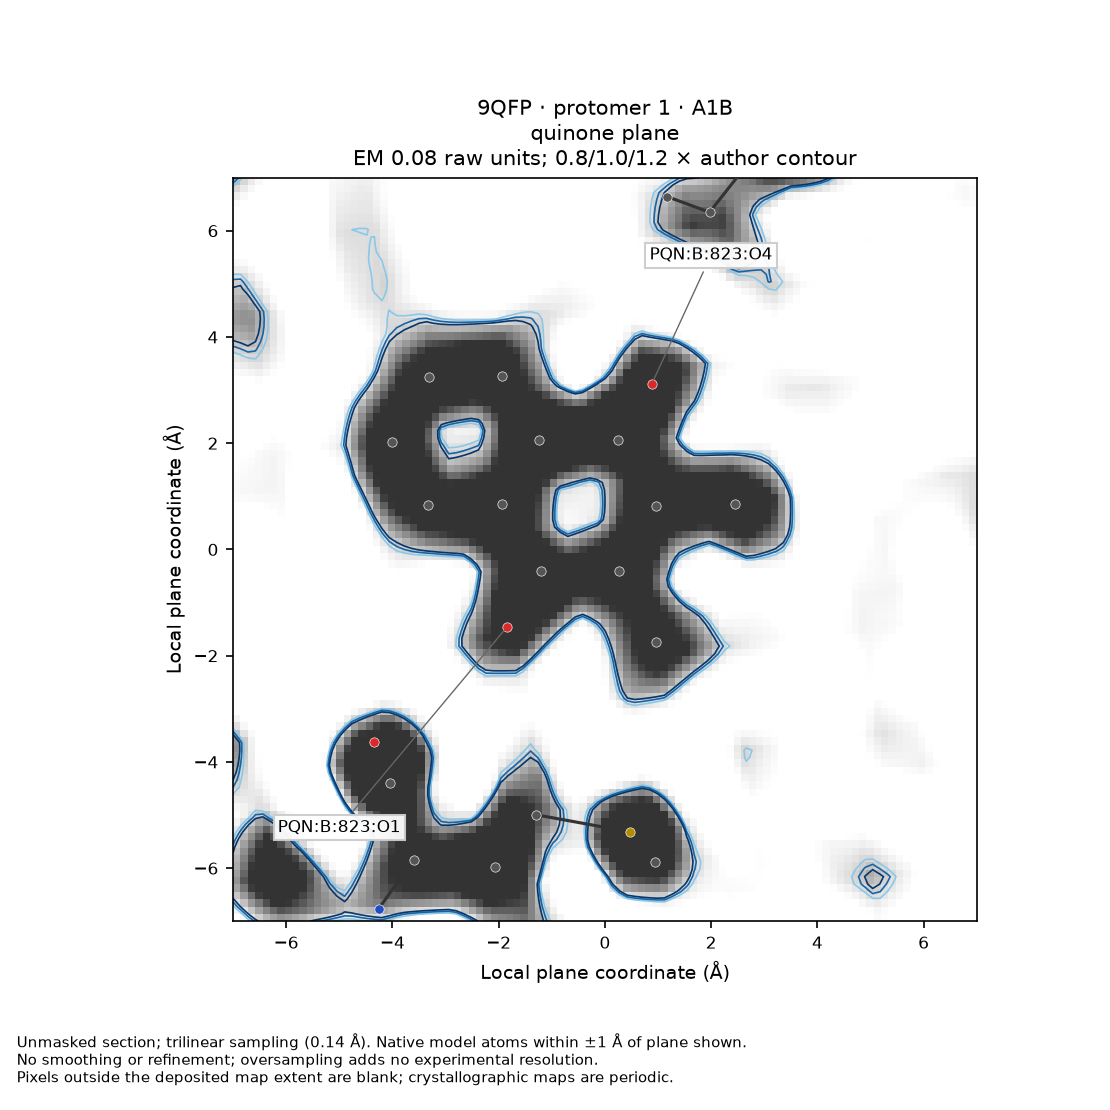 9QFP · protomer 1 · A1B
quinone plane
EM 0.08 raw units; 0.8/1.0/1.2 × author contour
PQN:B:823:O4
PQN:B:823:O1
6
4
2
0
−2
−4
−6
Local plane coordinate (Å)
−6 −4 −2 0 2 4 6
Local plane coordinate (Å)
Unmasked section; trilinear sampling (0.14 Å). Native model atoms within ±1 Å of plane shown.
No smoothing or refinement; oversampling adds no experimental resolution.
Pixels outside the deposited map extent are blank; crystallographic maps are periodic.